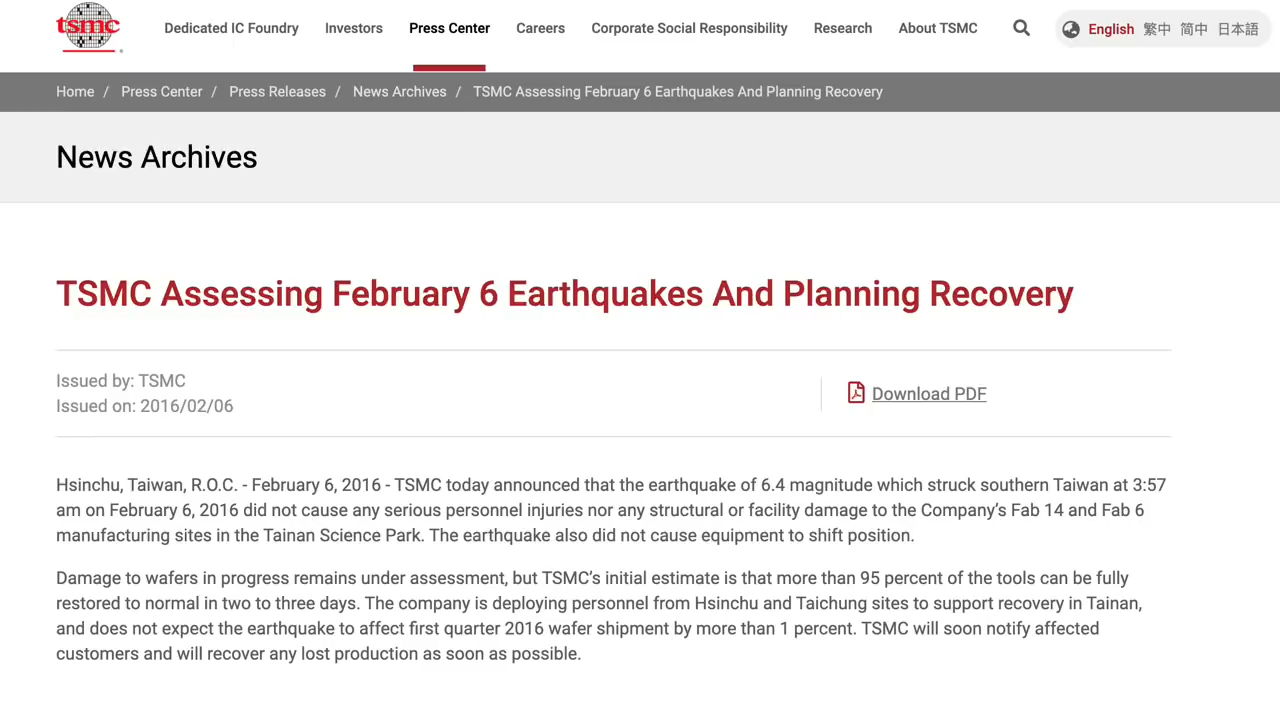 tsmc
Dedicated IC Foundry
Investors
Press Center
Careers
Corporate Social Responsibility
Research
About TSMC
English 繁中 简中 日本語
Home / Press Center / Press Releases / News Archives / TSMC Assessing February 6 Earthquakes And Planning Recovery
News Archives
TSMC Assessing February 6 Earthquakes And Planning Recovery
Issued by: TSMC
Issued on: 2016/02/06
Download PDF
Hsinchu, Taiwan, R.O.C. - February 6, 2016 - TSMC today announced that the earthquake of 6.4 magnitude which struck southern Taiwan at 3:57
am on February 6, 2016 did not cause any serious personnel injuries nor any structural or facility damage to the Company’s Fab 14 and Fab 6
manufacturing sites in the Tainan Science Park. The earthquake also did not cause equipment to shift position.
Damage to wafers in progress remains under assessment, but TSMC’s initial estimate is that more than 95 percent of the tools can be fully
restored to normal in two to three days. The company is deploying personnel from Hsinchu and Taichung sites to support recovery in Tainan,
and does not expect the earthquake to affect first quarter 2016 wafer shipment by more than 1 percent. TSMC will soon notify affected
customers and will recover any lost production as soon as possible.